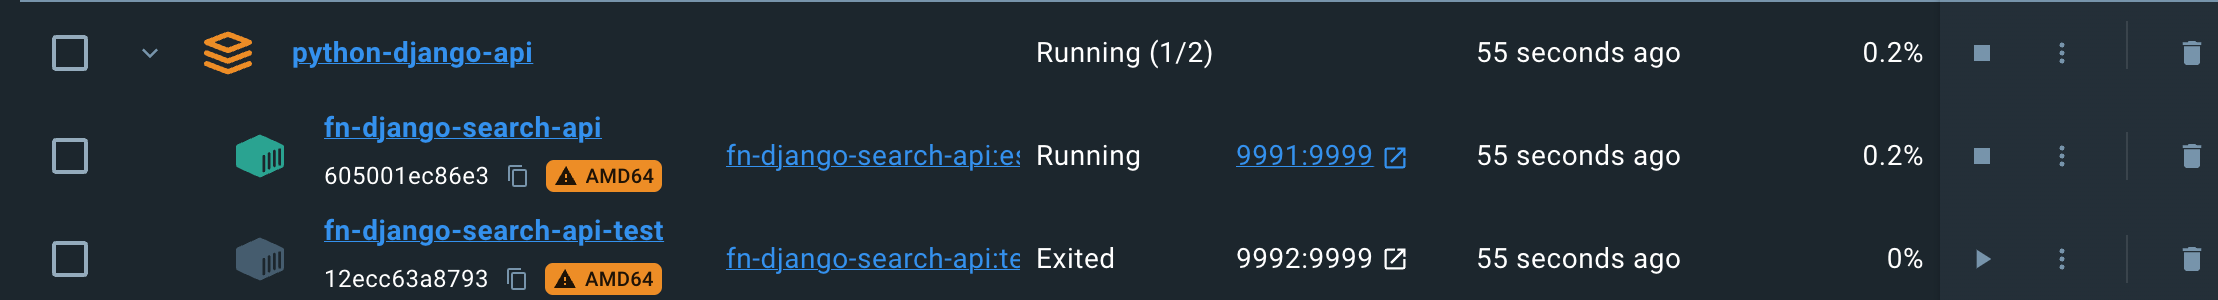 python-django-api Running (1/2) 55 seconds ago 0.2%
fn-django-search-api
fn-django-search-api:es Running 9991:9999 55 seconds ago 0.2%
605001ec86e3 AMD64
fn-django-search-api-test
fn-django-search-api:te Exited 9992:9999 55 seconds ago 0%
12ecc63a8793 AMD64